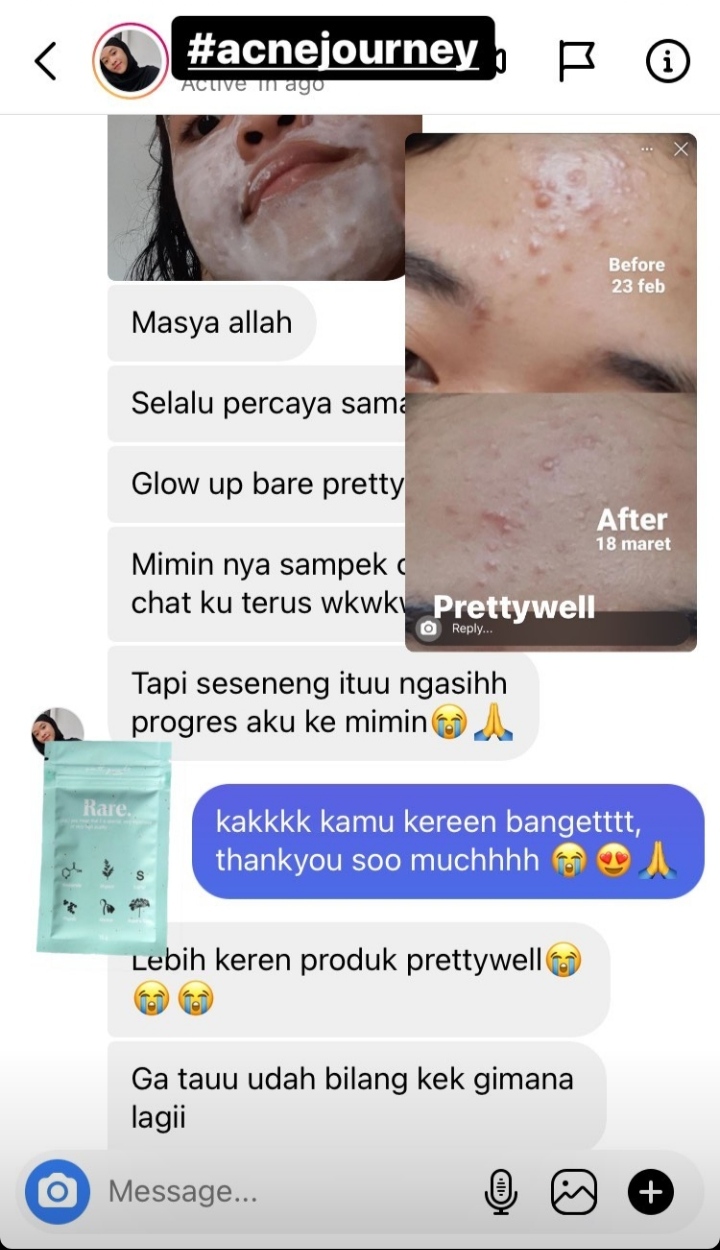 #acnejourney
Active 1h ago
Before
23 feb
Masya allah
Selalu percaya sama
Glow up bare pretty
After
18 maret
Mimin nya sampek
chat ku terus wkwkw
Prettywell
Reply...
Tapi seseneng ituu ngasihh
progres aku ke mimin😭🙏
Rare.
S
kakkkk kamu kereen bangetttt,
thankyou soo muchhhh 😭😍🙏
Lebih keren produk prettywell😭
😭😭
Ga tauu udah bilang kek gimana
lagii
Message...